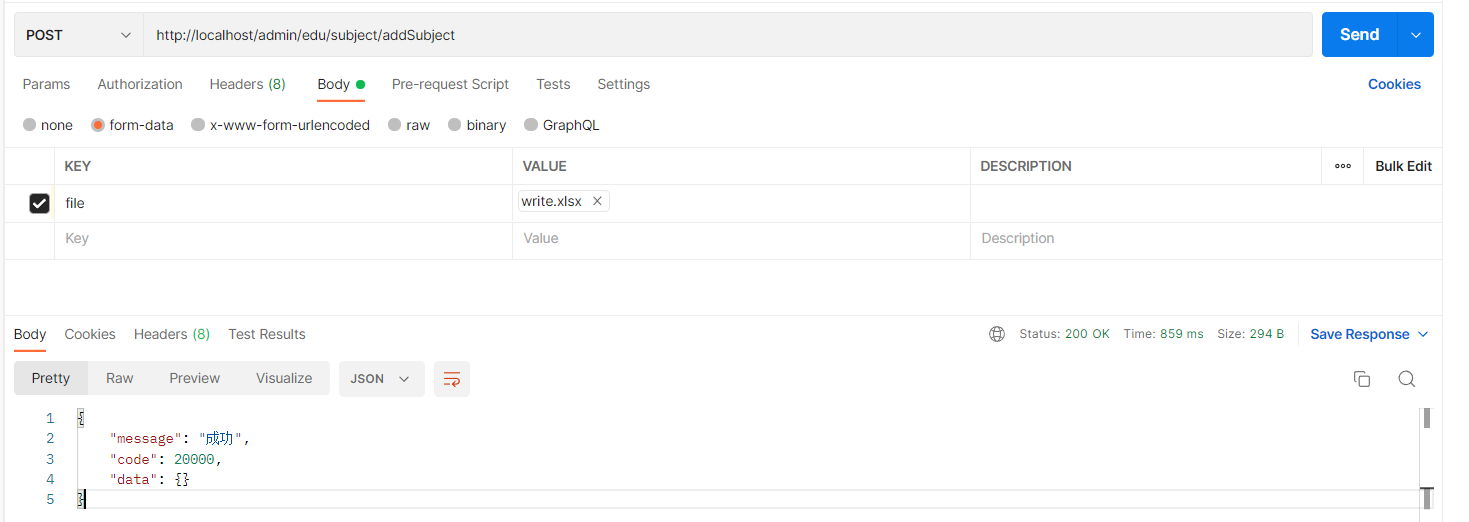 POST http://localhost/admin/edu/subject/addSubject Send
Params Authorization Headers (8) Body Pre-request Script Tests Settings Cookies
none form-data x-www-form-urlencoded raw binary GraphQL
KEY VALUE DESCRIPTION Bulk Edit
file write.xlsx
Key Value Description
Body Cookies Headers (8) Test Results Status: 200 OK Time: 859 ms Size: 294 B Save Response
Pretty Raw Preview Visualize JSON
1 {
2 "message": "成功",
3 "code": 20000,
4 "data": {}
5 }